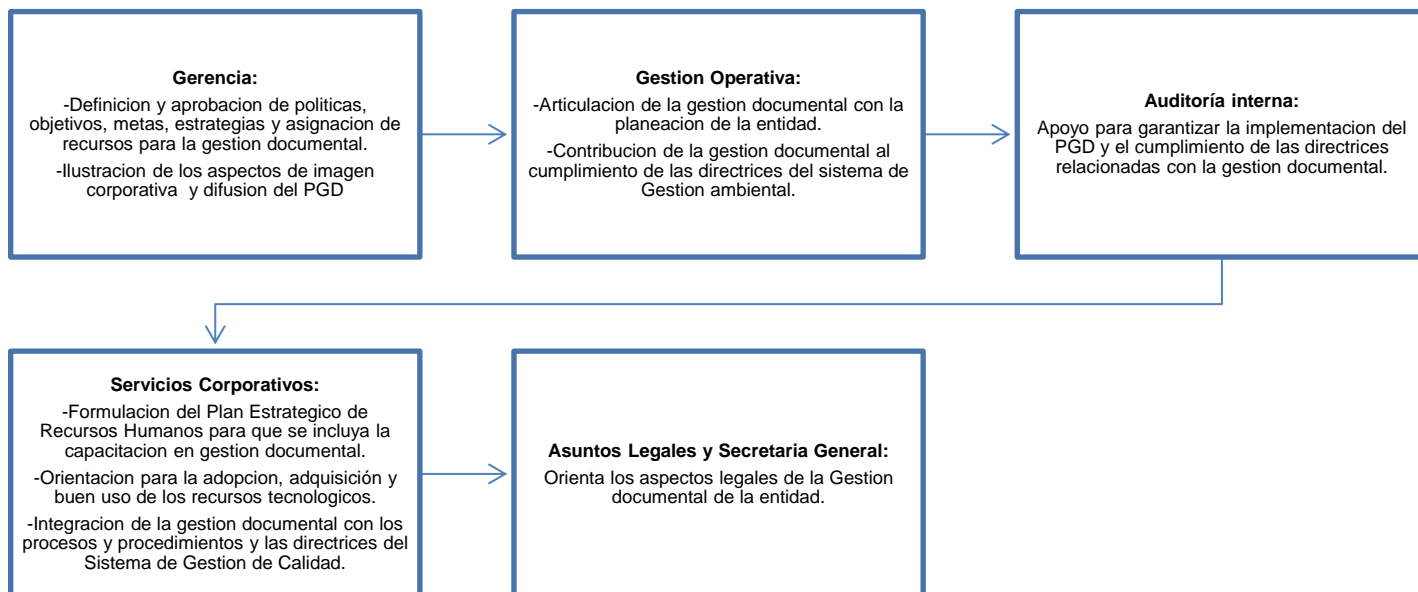 Gerencia:
-Definicion y aprobacion de politicas,
objetivos, metas, estrategias y asignacion de
recursos para la gestion documental.
-Ilustracion de los aspectos de imagen
corporativa y difusion del PGD
Gestion Operativa:
-Articulacion de la gestion documental con la
planeacion de la entidad.
-Contribucion de la gestion documental al
cumplimiento de las directrices del sistema de
Gestion ambiental.
Auditoría interna:
Apoyo para garantizar la implementacion del
PGD y el cumplimiento de las directrices
relacionadas con la gestion documental.
Servicios Corporativos:
-Formulacion del Plan Estrategico de
Recursos Humanos para que se incluya la
capacitacion en gestion documental.
-Orientacion para la adopcion, adquisición y
buen uso de los recursos tecnologicos.
-Integracion de la gestion documental con los
procesos y procedimientos y las directrices del
Sistema de Gestion de Calidad.
Asuntos Legales y Secretaria General:
Orienta los aspectos legales de la Gestion
documental de la entidad.